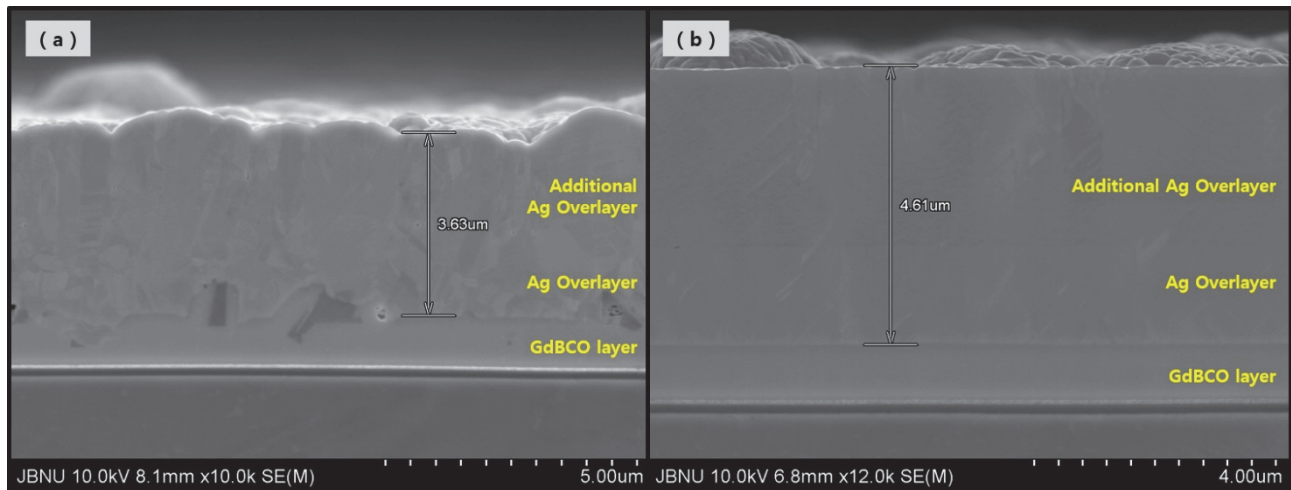 ( a )
Additional
Ag Overlayer
3.63um
Ag Overlayer
GdBCO layer
JBNU 10.0kV 8.1mm x10.0k SE(M)
5.00um
( b )
Additional Ag Overlayer
4.61um
Ag Overlayer
GdBCO layer
JBNU 10.0kV 6.8mm x12.0k SE(M)
4.00um